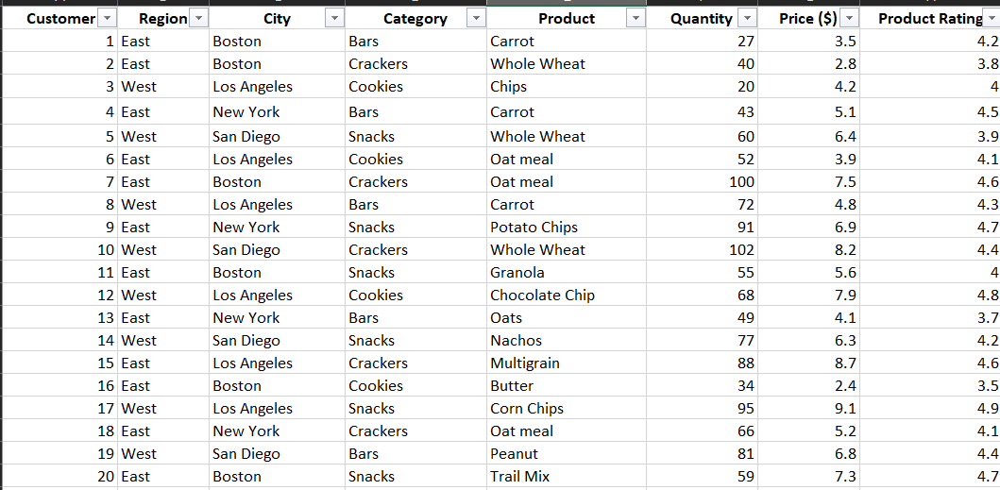 Customer Region City Category Product Quantity Price ($) Product Rating
1 East Boston Bars Carrot 27 3.5 4.2
2 East Boston Crackers Whole Wheat 40 2.8 3.8
3 West Los Angeles Cookies Chips 20 4.2 4
4 East New York Bars Carrot 43 5.1 4.5
5 West San Diego Snacks Whole Wheat 60 6.4 3.9
6 East Los Angeles Cookies Oat meal 52 3.9 4.1
7 East Boston Crackers Oat meal 100 7.5 4.6
8 West Los Angeles Bars Carrot 72 4.8 4.3
9 East New York Snacks Potato Chips 91 6.9 4.7
10 West San Diego Crackers Whole Wheat 102 8.2 4.4
11 East Boston Snacks Granola 55 5.6 4
12 West Los Angeles Cookies Chocolate Chip 68 7.9 4.8
13 East New York Bars Oats 49 4.1 3.7
14 West San Diego Snacks Nachos 77 6.3 4.2
15 East Los Angeles Crackers Multigrain 88 8.7 4.6
16 East Boston Cookies Butter 34 2.4 3.5
17 West Los Angeles Snacks Corn Chips 95 9.1 4.9
18 East New York Crackers Oat meal 66 5.2 4.1
19 West San Diego Bars Peanut 81 6.8 4.4
20 East Boston Snacks Trail Mix 59 7.3 4.7